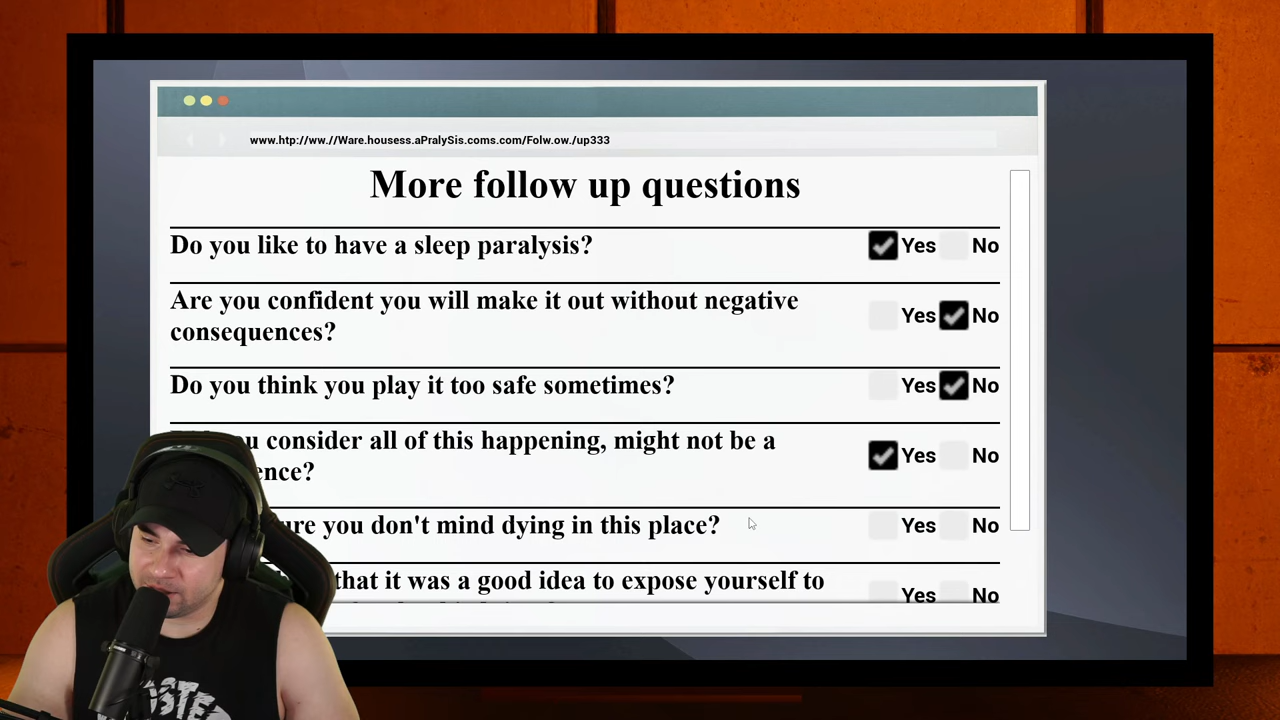 www.htp://ww.//Ware.housess.aPralySis.coms.com/Folw.ow./up333
More follow up questions
Do you like to have a sleep paralysis? Yes No
Are you confident you will make it out without negative
consequences? Yes No
Do you think you play it too safe sometimes? Yes No
consider all of this happening, might not be a
Yes No
you don't mind dying in this place? Yes No
that it was a good idea to expose yourself to
Yes No